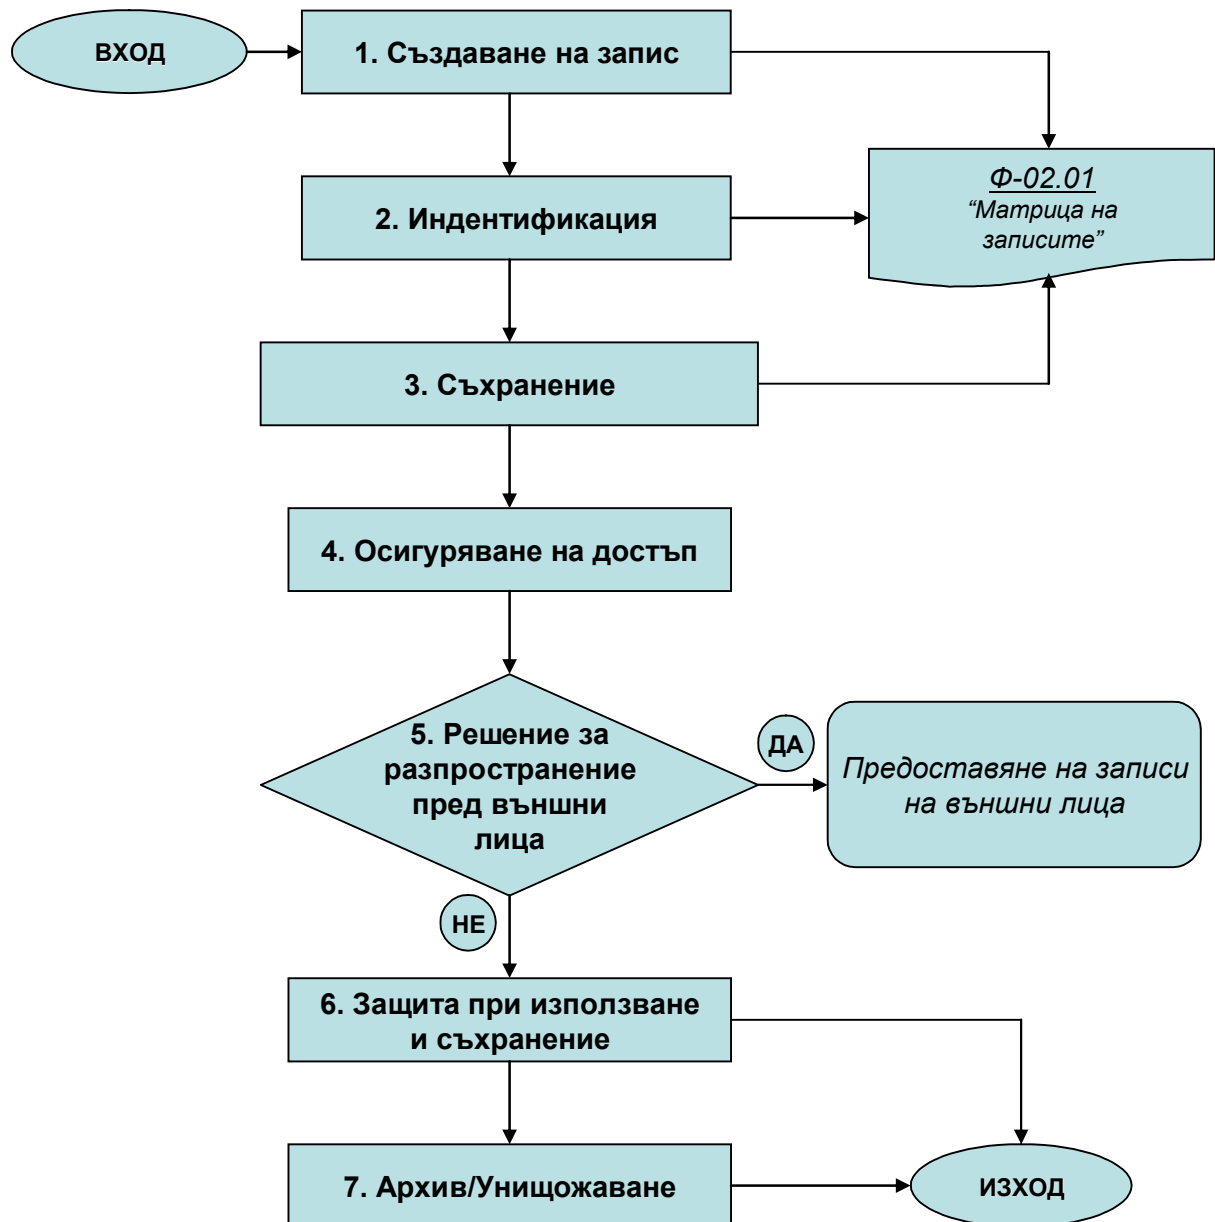 ВХОД
1. Създаване на запис
Ф-02.01
“Матрица на
записите”
2. Индентификация
3. Съхранение
4. Осигуряване на достъп
5. Решение за
разпространение
пред външни
лица
ДА
Предоставяне на записи
на външни лица
НЕ
6. Защита при използване
и съхранение
7. Архив/Унищожаване
ИЗХОД